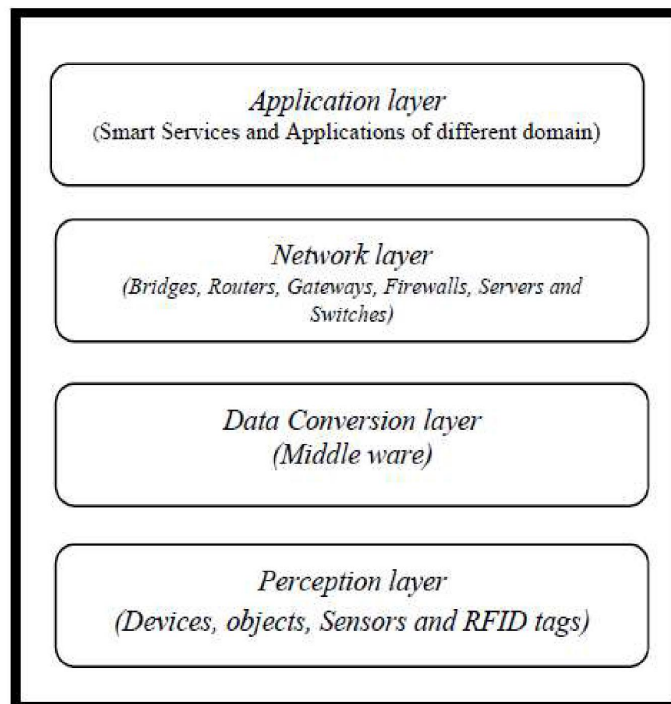 Application layer
(Smart Services and Applications of different domain)
Network layer
(Bridges, Routers, Gateways, Firewalls, Servers and
Switches)
Data Conversion layer
(Middle ware)
Perception layer
(Devices, objects, Sensors and RFID tags)